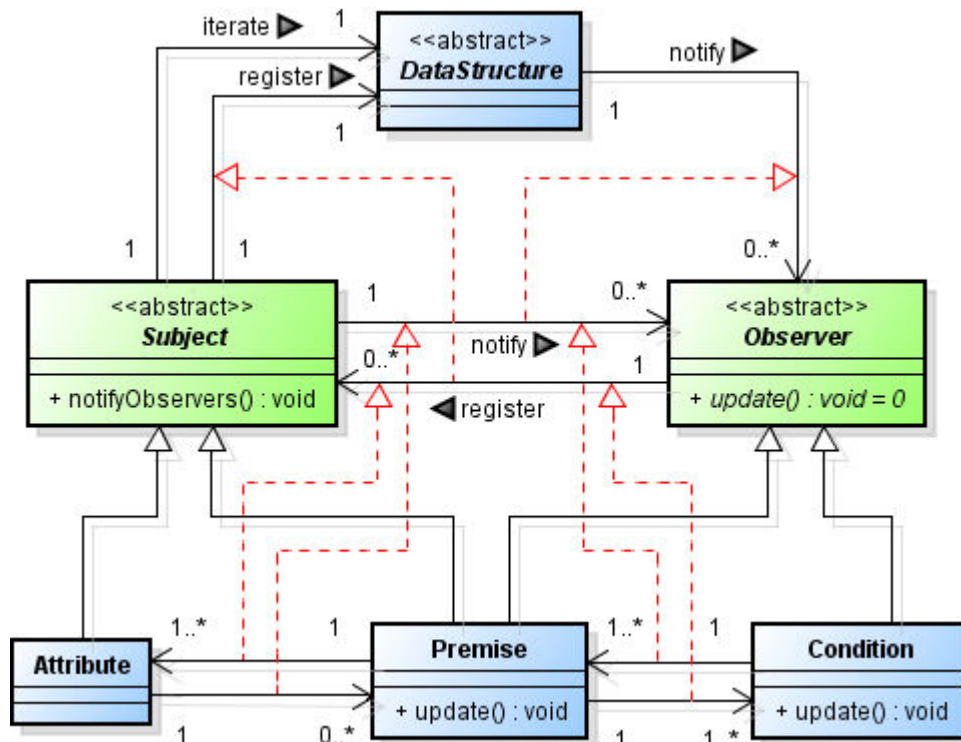 iterate
1
<<abstract>>
DataStructure
notify
register
1
1
1
1
0..*
<<abstract>>
Subject
+ notifyObservers() : void
1
0..*
notify
0..*
1
register
<<abstract>>
Observer
+ update() : void = 0
1..*
1
1..*
1
Attribute
Premise
+ update() : void
Condition
+ update() : void
1
0..*
1
1..*